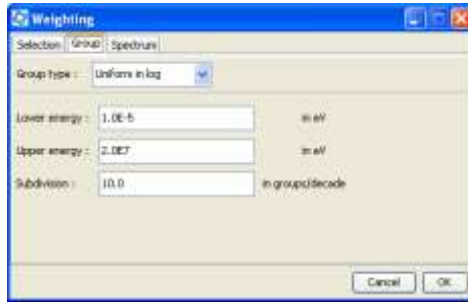 Weighting
Selection Group Spectrum
Group type : Uniform in log
Lower energy : 1.0E-5 in eV
Upper energy : 2.0E7 in eV
Subdivision : 10.0 in groups/decade
Cancel OK